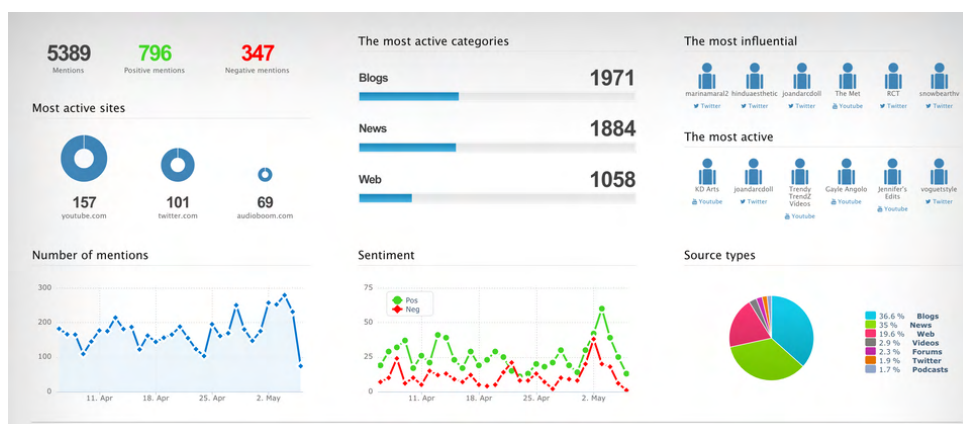 5389
Mentions
796
Positive mentions
347
Negative mentions
Most active sites
157
youtube.com
101
twitter.com
69
audioboom.com
The most active categories
Blogs
1971
News
1884
Web
1058
The most influential
marinamaral2 hinduaesthetic joandarcdoll The Met RCT snowbearthv
Twitter Twitter Twitter Youtube Twitter Twitter
The most active
KD Arts joandarcdoll Trendy TrendZ Videos Gayle Angolo Jennifer's Edits voguetstyle
Youtube Twitter Youtube Youtube Youtube Twitter
Number of mentions
300
200
100
0
11. Apr 18. Apr 25. Apr 2. May
Sentiment
75
50
25
0
Pos
Neg
11. Apr 18. Apr 25. Apr 2. May
Source types
36.6 % Blogs
35 % News
19.6 % Web
2.9 % Videos
2.3 % Forums
1.9 % Twitter
1.7 % Podcasts